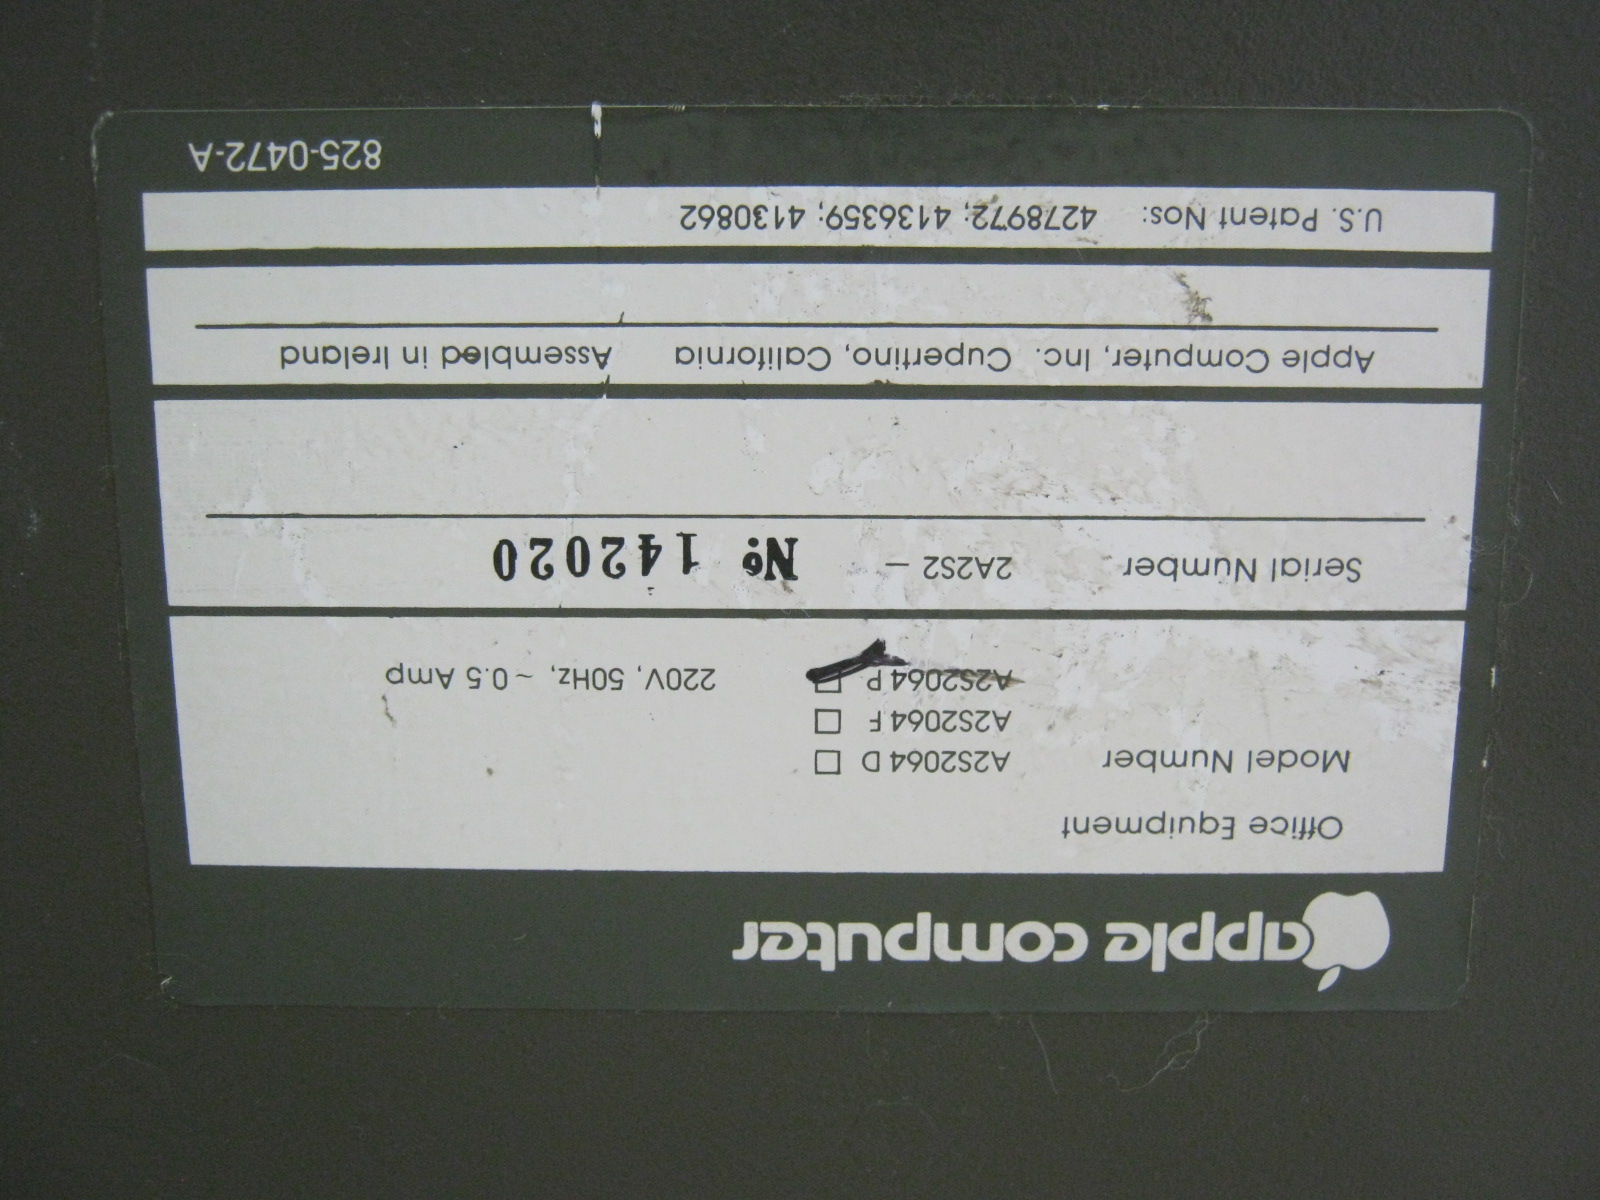 apple computer
Office Equipment
Model Number A2S2064 D □
A2S2064 F □
A2S2064 P □ 220V, 50Hz, ~ 0.5 Amp
Serial Number 2A2S2 — Nº 142020
Apple Computer, Inc. Cupertino, California Assembled in Ireland
U.S. Patent Nos: 4278972; 4136359; 4130862
825-0472-A